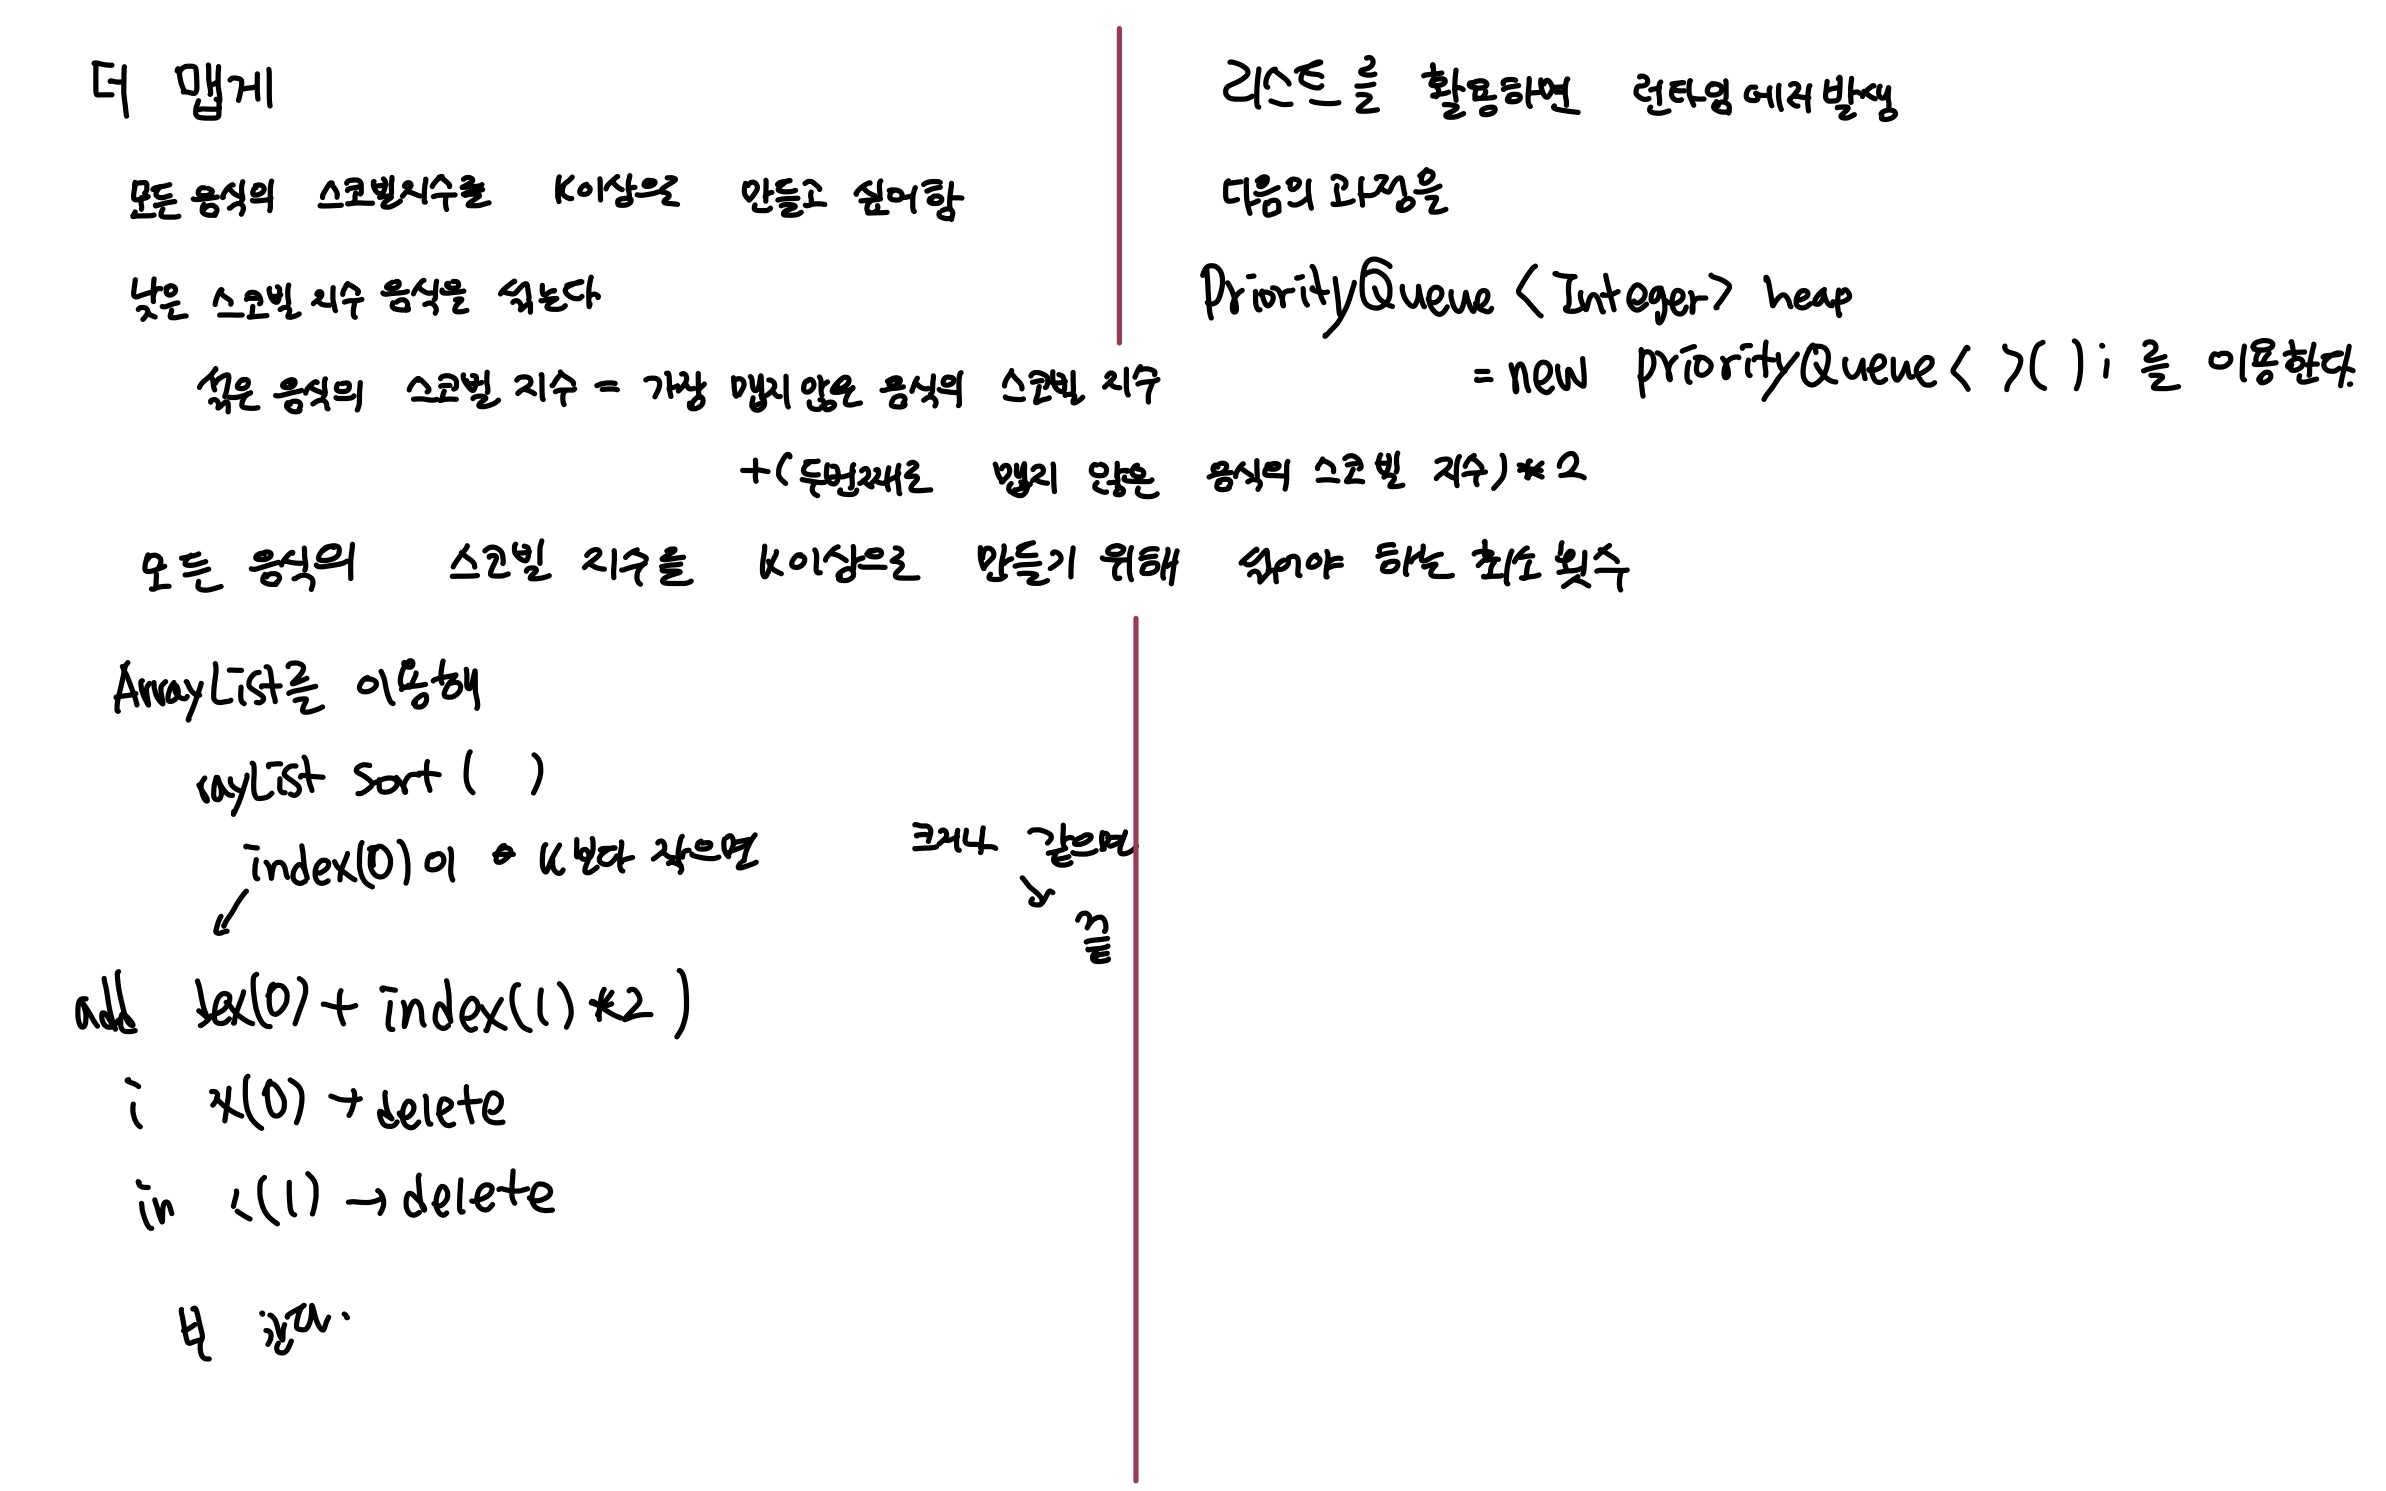 더 맵게
모든 음식의 스코빌지수를 K이상으로 만들고 싶어함
낮은 스코빌 지수 음식을 섞는다
섞은 음식의 스코빌 지수 = 가장 맵지 않은 음식의 스코빌 지수
+(두번째로 맵지 않은 음식의 스코빌 지수)*2
모든 음식의 스코빌 지수를 K이상으로 만들기 위해 섞어야 하는 최소 횟수
ArrayList를 이용해
ayList sort( )
index(0)이 K보다 작으면 크거나 같으면
add ex(0)+index(1)*2)
i x(0)→delete
in (1)→delete
리스트를 활용하면 런타임에러발생
다음의 과정을
PriorityQueue<Integer> heap
=new PriorityQueue< >( ); 를 이용한다.